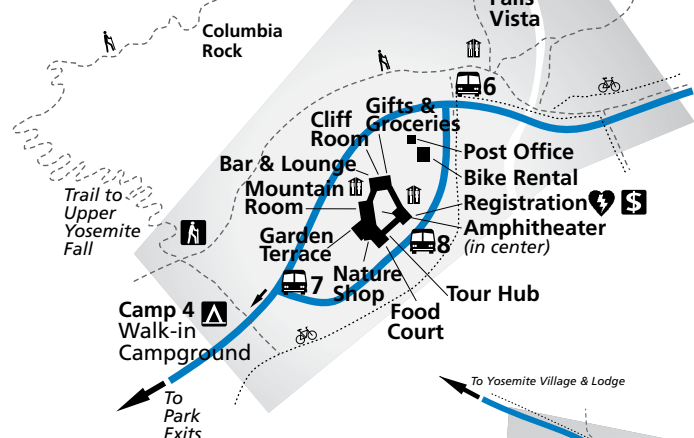 Falls
Vista
Columbia
Rock
6
Gifts &
Groceries
Cliff
Room
Bar & Lounge
Mountain
Room
Post Office
Bike Rental
Registration
$
Amphitheater
(in center)
Trail to
Upper
Yosemite
Fall
Garden
Terrace
8
7
Nature
Shop
Tour Hub
Food
Court
Camp 4
Walk-in
Campground
To
Park
Exits
To Yosemite Village & Lodge